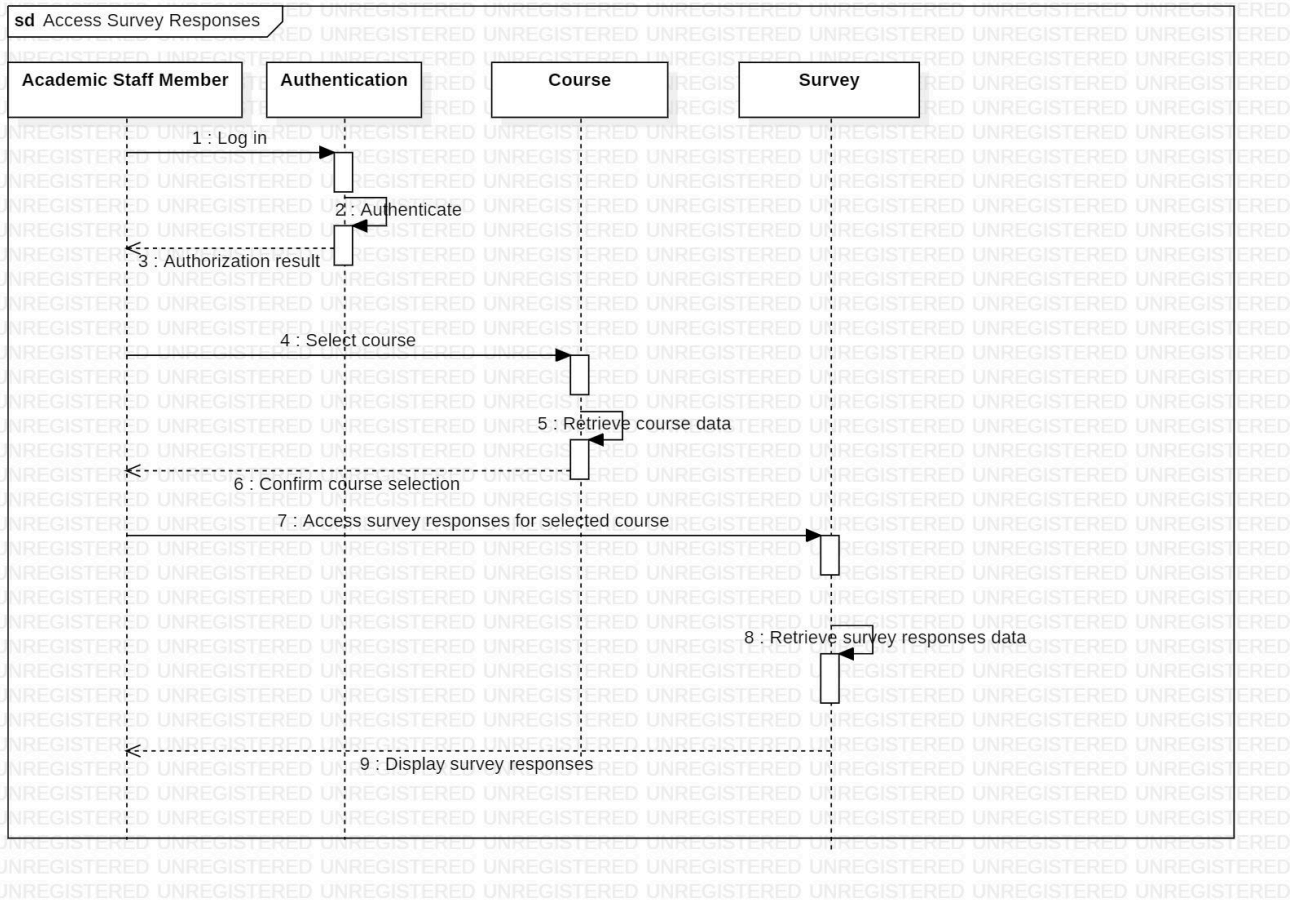 sd Access Survey Responses
Academic Staff Member
Authentication
Course
Survey
1 : Log in
2 : Authenticate
3 : Authorization result
4 : Select course
5 : Retrieve course data
6 : Confirm course selection
7 : Access survey responses for selected course
8 : Retrieve survey responses data
9 : Display survey responses
UNREGISTERED